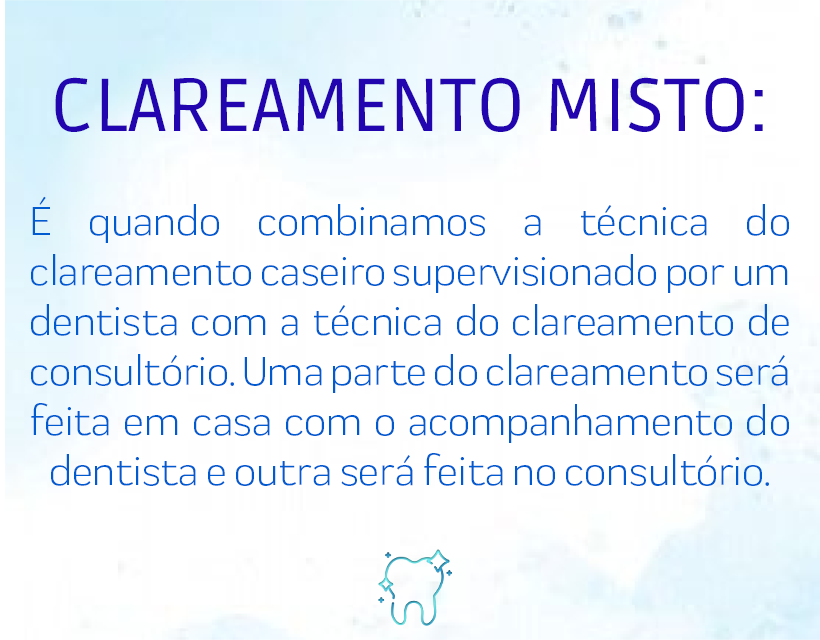 CLAREAMENTO MISTO:
É quando combinamos a técnica do
clareamento caseiro supervisionado por um
dentista com a técnica do clareamento de
consultório. Uma parte do clareamento será
feita em casa com o acompanhamento do
dentista e outra será feita no consultório.